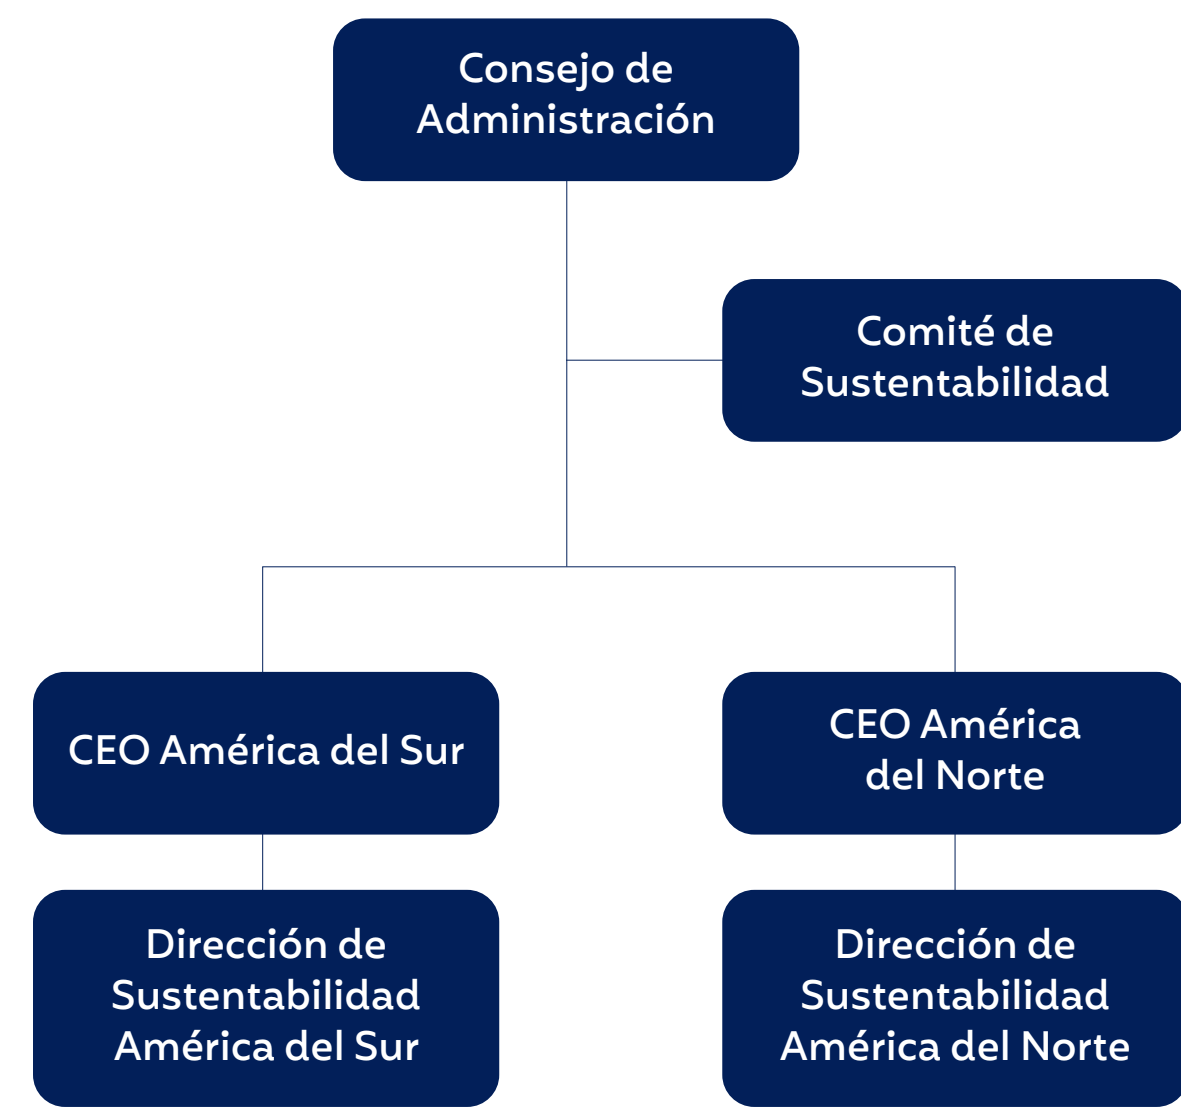 Consejo de
Administración
Comité de
Sustentabilidad
CEO América del Sur
CEO América
del Norte
Dirección de
Sustentabilidad
América del Sur
Dirección de
Sustentabilidad
América del Norte